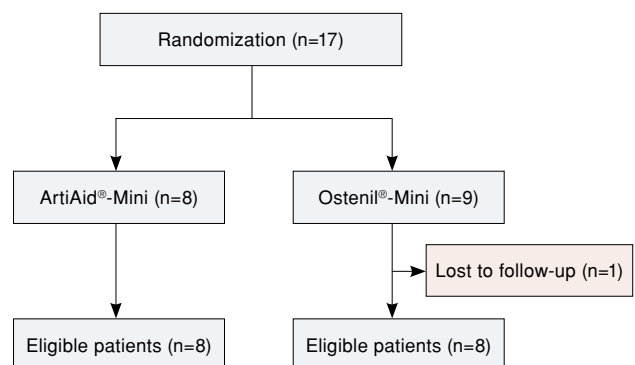 Randomization (n=17)
ArtiAid®-Mini (n=8)
Ostenil®-Mini (n=9)
Lost to follow-up (n=1)
Eligible patients (n=8)
Eligible patients (n=8)